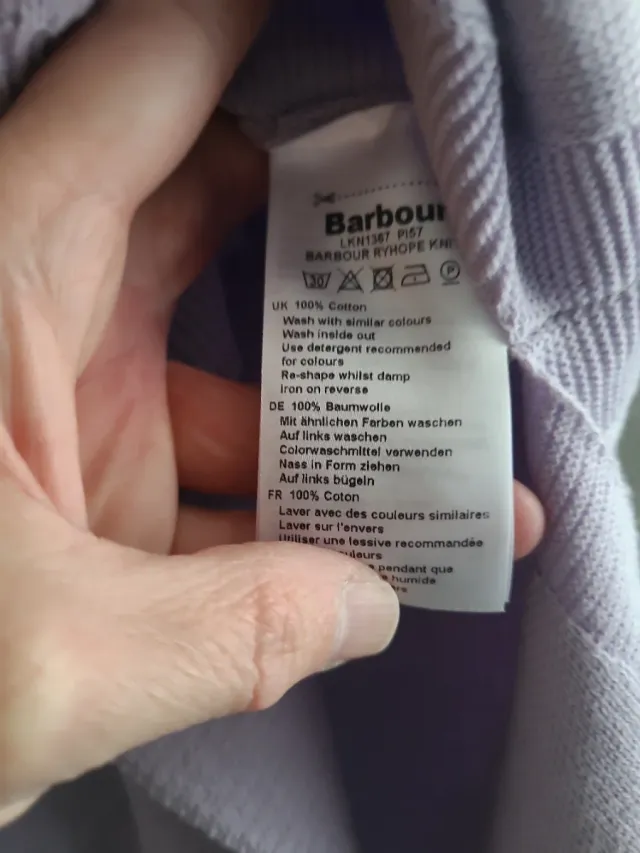 Barbour
LKN1367 PI57
BARBOUR RYHOPE
30 P
UK 100% Cotton
Wash with similar colours
Wash inside out
Use detergent recommended
for colours
Re-shape whilst damp
Iron on reverse
DE 100% Baumwolle
Mit ähnlichen Farben waschen
Auf links waschen
Colorwaschmittel verwenden
Nass in Form ziehen
Auf links bügeln
FR 100% Coton
Laver avec des couleurs similaires
Laver sur l'envers
Utiliser une lessive recommandée
pendant que
humide